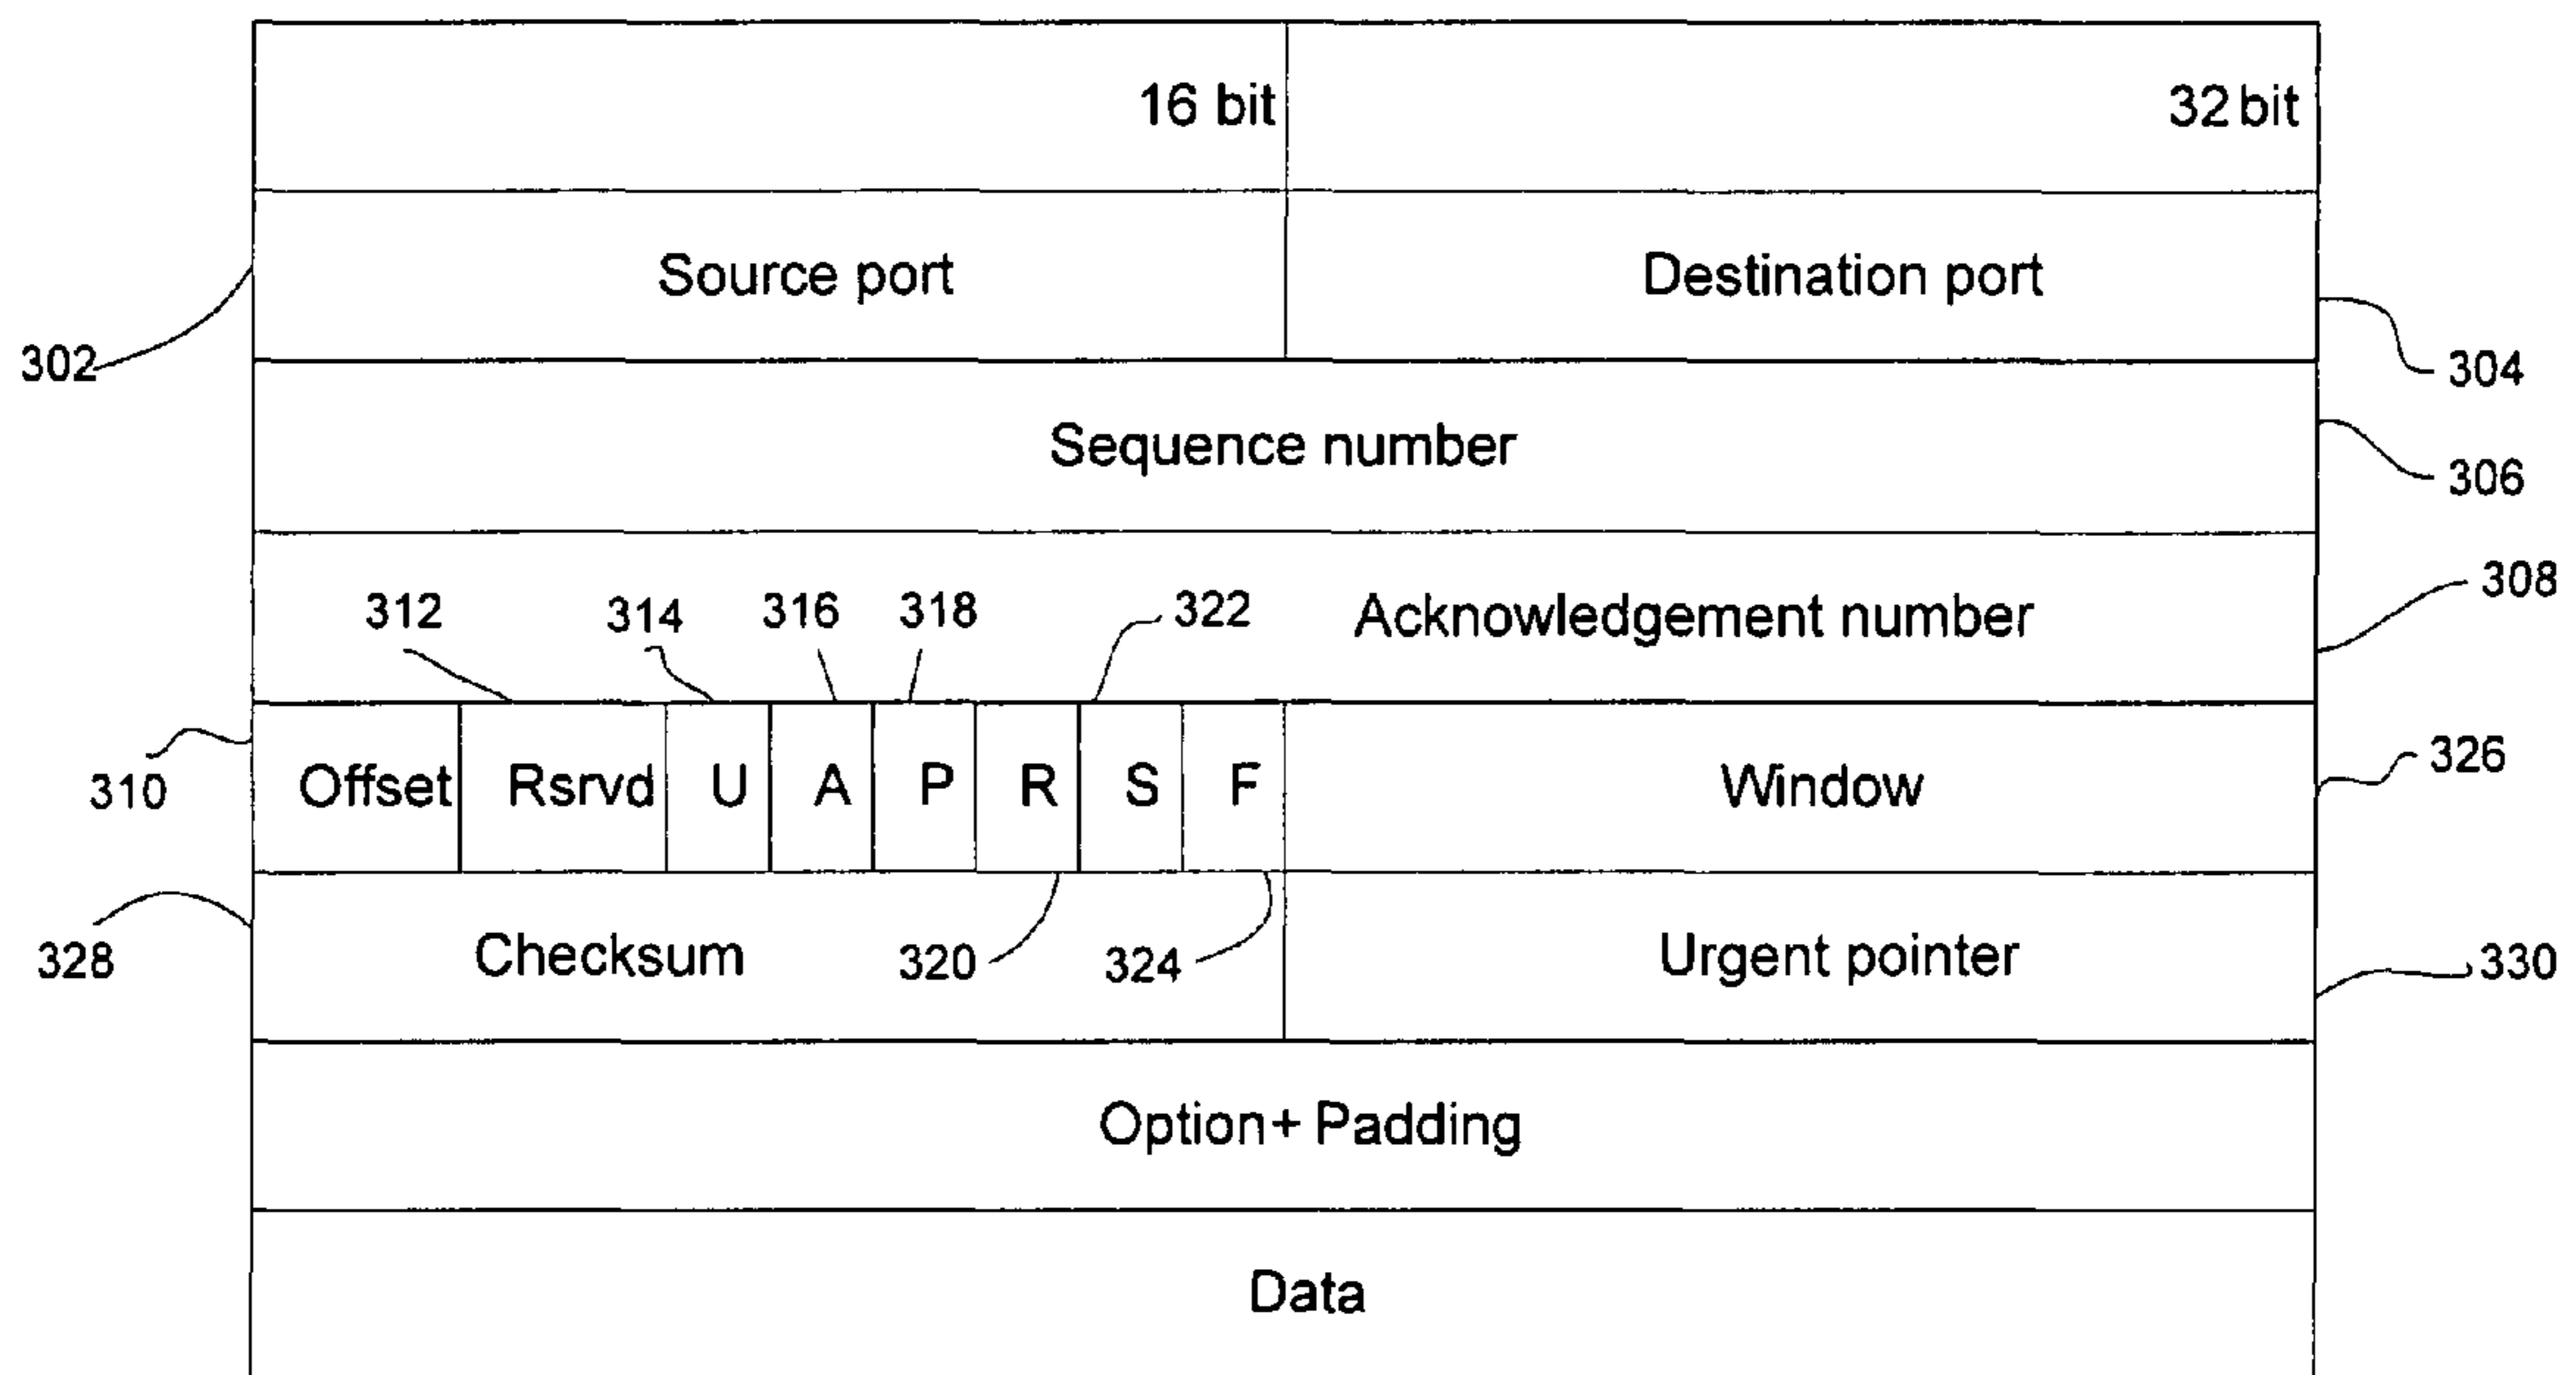 16 bit
32 bit
Source port
Destination port
302
304
Sequence number
306
308
312
314
316
318
322
Acknowledgement number
310
Offset
Rsrvd
U
A
P
R
S
F
Window
326
328
Checksum
320
324
Urgent pointer
330
Option+ Padding
Data